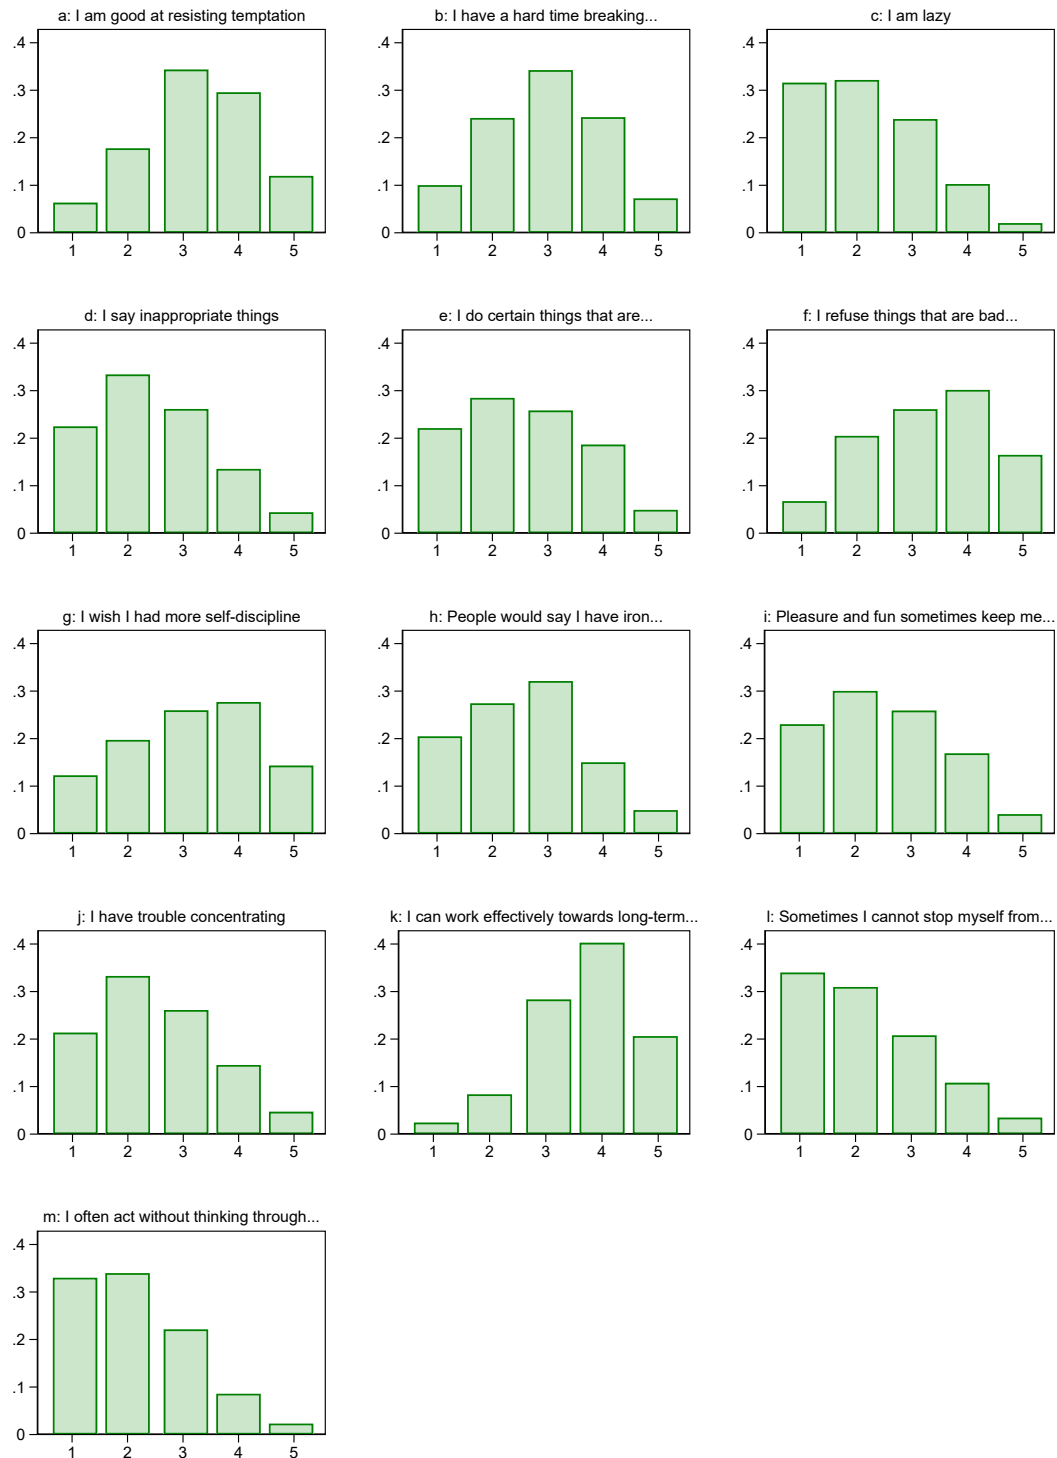 a: I am good at resisting temptation
b: I have a hard time breaking...
c: I am lazy
.4
.3
.2
.1
0
1 2 3 4 5
.4
.3
.2
.1
0
1 2 3 4 5
.4
.3
.2
.1
0
1 2 3 4 5
d: I say inappropriate things
e: I do certain things that are...
f: I refuse things that are bad...
.4
.3
.2
.1
0
1 2 3 4 5
.4
.3
.2
.1
0
1 2 3 4 5
.4
.3
.2
.1
0
1 2 3 4 5
g: I wish I had more self-discipline
h: People would say I have iron...
i: Pleasure and fun sometimes keep me...
.4
.3
.2
.1
0
1 2 3 4 5
.4
.3
.2
.1
0
1 2 3 4 5
.4
.3
.2
.1
0
1 2 3 4 5
j: I have trouble concentrating
k: I can work effectively towards long-term...
l: Sometimes I cannot stop myself from...
.4
.3
.2
.1
0
1 2 3 4 5
.4
.3
.2
.1
0
1 2 3 4 5
.4
.3
.2
.1
0
1 2 3 4 5
m: I often act without thinking through...
.4
.3
.2
.1
0
1 2 3 4 5